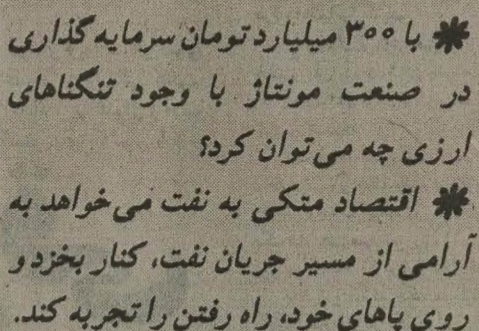 ✱ با ۳۰۰ میلیارد تومان سرمایه گذاری
در صنعت مونتاژ با وجود تنگناهای
ارزی چه می‌توان کرد؟
✱ اقتصاد متکی به نفت می‌خواهد به
آرامی از مسیر جریان نفت، کنار بخزد و
روی پاهای خود، راه رفتن را تجربه کند.